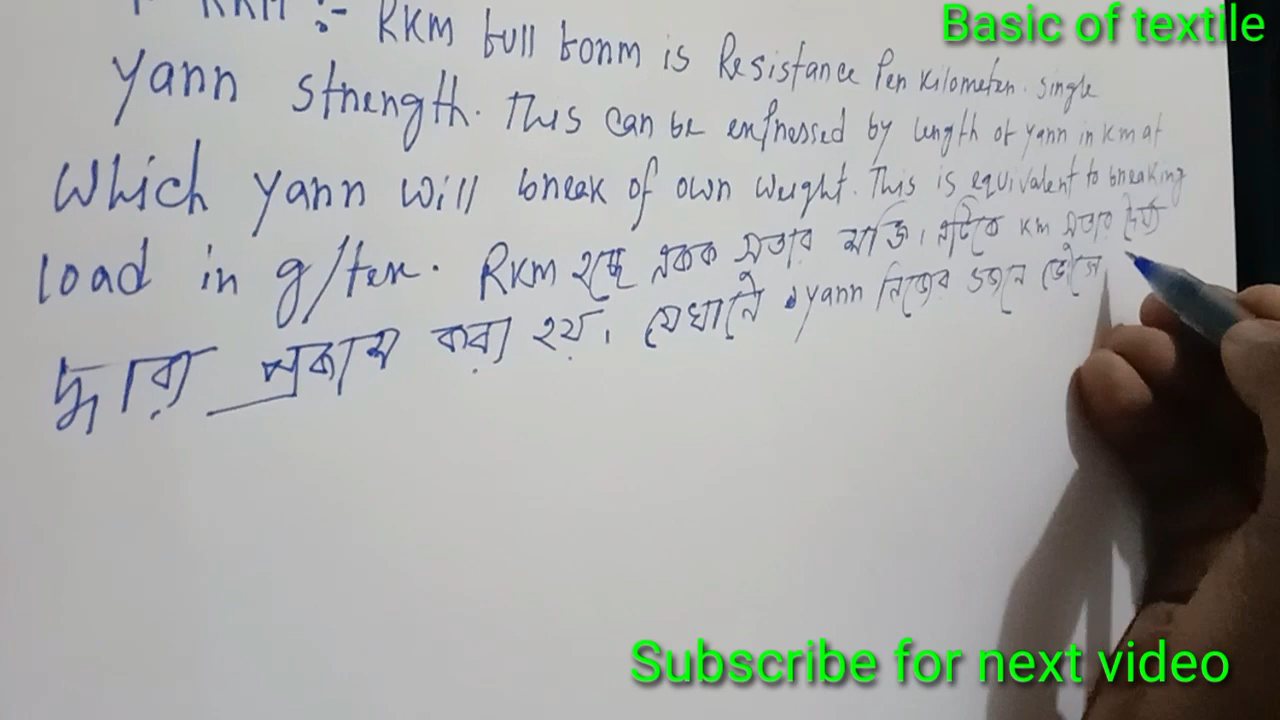 Basic of textile
RKM :- RKM full form is Resistance Per Kilometer. Single
yarn strength. This can be expressed by length of yarn in km at
Which yarn will break of own weight. This is equivalent to breaking
load in g/tex. RKM হচ্ছে একক সুতার শক্তি। এটিকে KM সুতার দৈর্ঘ্য
দ্বারা প্রকাশ করা হয়। যেখানে yarn নিজের ওজনে ভেঙ্গে
Subscribe for next video